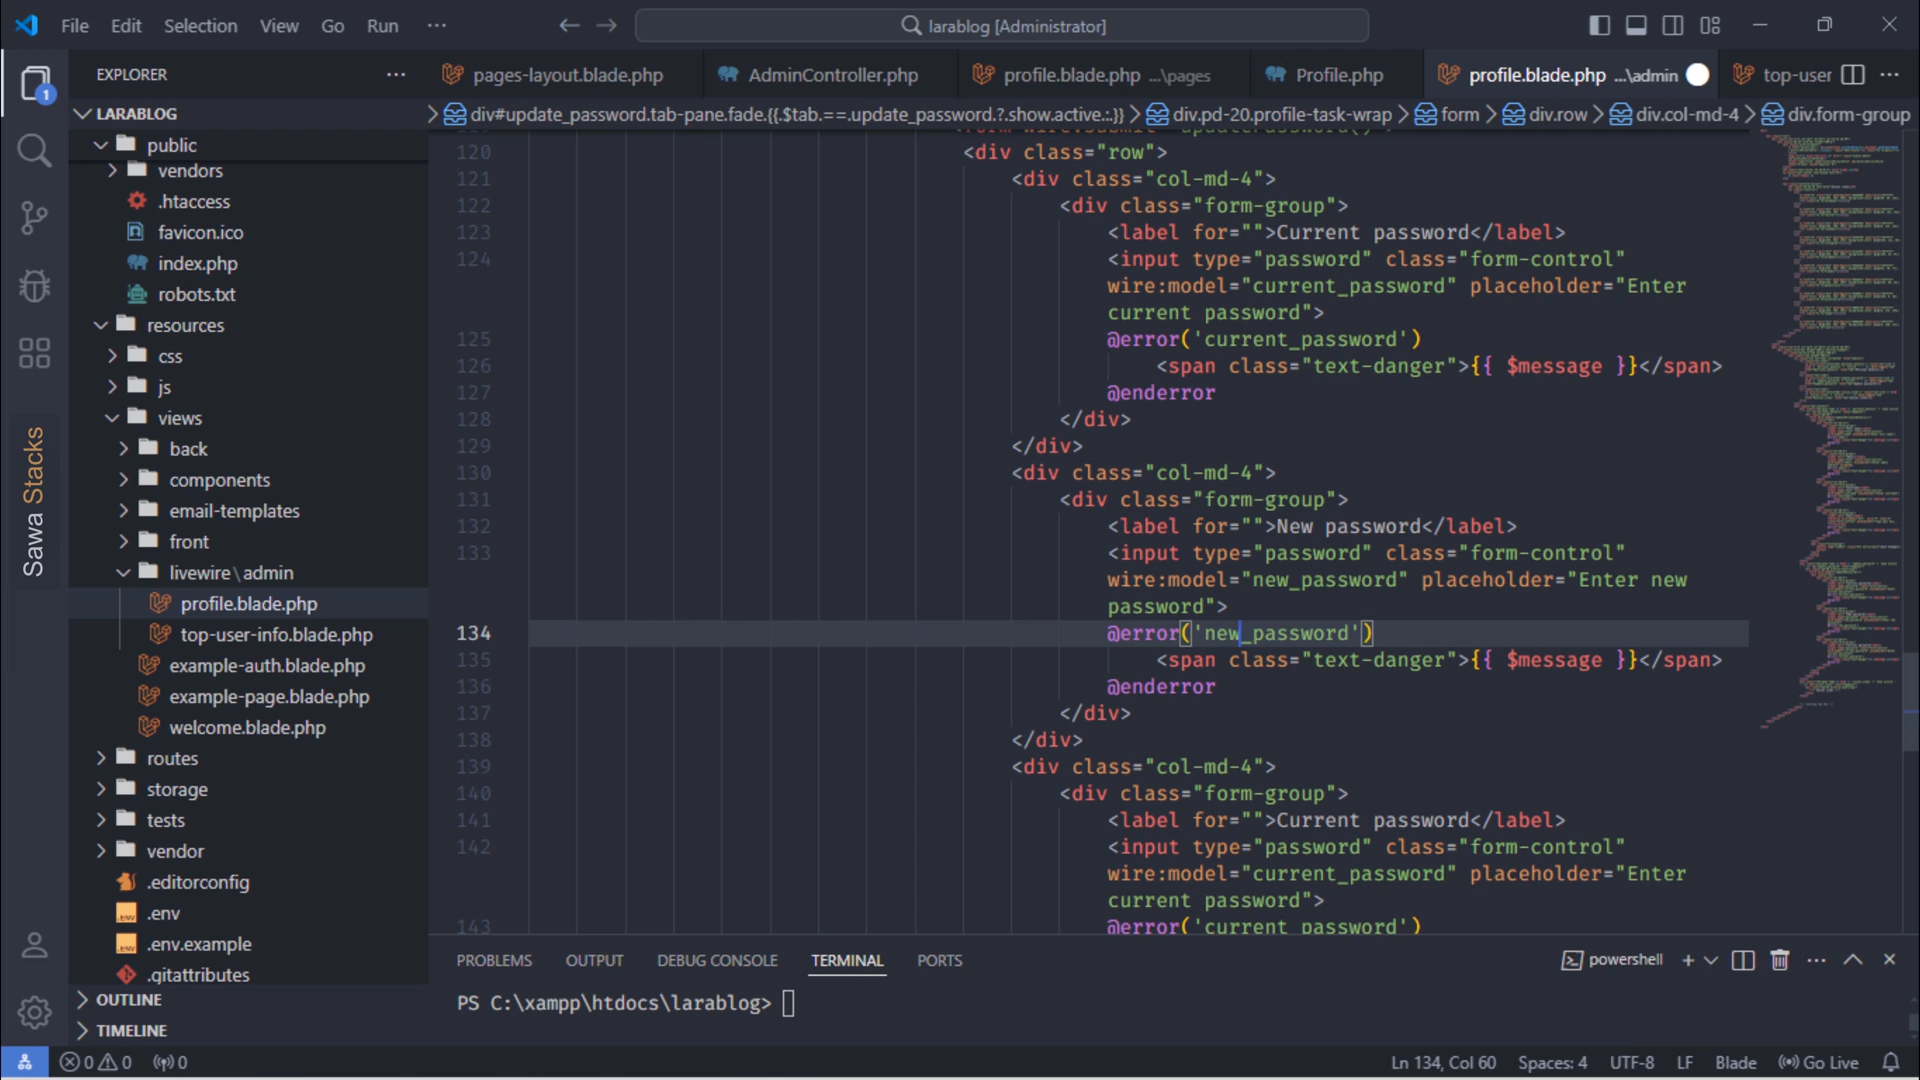 File Edit Selection View Go Run ···
larablog [Administrator]
EXPLORER
pages-layout.blade.php
AdminController.php
profile.blade.php ...\pages
Profile.php
profile.blade.php ...\admin
top-user
LARABLOG
div#update_password.tab-pane.fade.{{.$tab.==.update_password.?.show.active.:.}} div.pd-20.profile-task-wrap form div.row div.col-md-4 div.form-group
public
vendors
.htaccess
favicon.ico
index.php
robots.txt
resources
css
js
views
back
components
email-templates
front
livewire\admin
profile.blade.php
top-user-info.blade.php
example-auth.blade.php
example-page.blade.php
welcome.blade.php
routes
storage
tests
vendor
.editorconfig
.env
.env.example
.gitattributes
OUTLINE
TIMELINE
Sawa Stacks
1
120 <div class="row">
121 <div class="col-md-4">
122 <div class="form-group">
123 <label for="">Current password</label>
124 <input type="password" class="form-control"
wire:model="current_password" placeholder="Enter
current password">
125 @error('current_password')
126 <span class="text-danger">{{ $message }}</span>
127 @enderror
128 </div>
129 </div>
130 <div class="col-md-4">
131 <div class="form-group">
132 <label for="">New password</label>
133 <input type="password" class="form-control"
wire:model="new_password" placeholder="Enter new
password">
134 @error('new_password')
135 <span class="text-danger">{{ $message }}</span>
136 @enderror
137 </div>
138 </div>
139 <div class="col-md-4">
140 <div class="form-group">
141 <label for="">Current password</label>
142 <input type="password" class="form-control"
wire:model="current_password" placeholder="Enter
current password">
143 @error('current_password')
PROBLEMS OUTPUT DEBUG CONSOLE TERMINAL PORTS
powershell
PS C:\xampp\htdocs\larablog>
0 0 0
Ln 134, Col 60 Spaces: 4 UTF-8 LF Blade Go Live